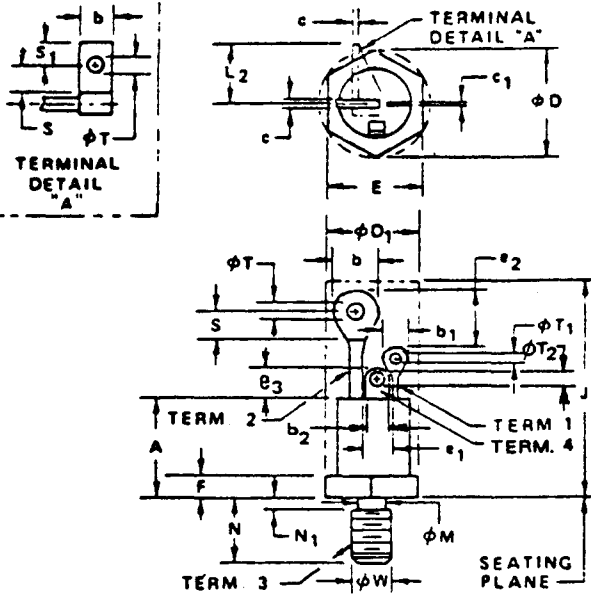 b
S1
S
φT
TERMINAL
DETAIL
"A"
c
TERMINAL
DETAIL "A"
L2
c1
φD
c
E
φD1
b
e2
φT
S
b1
φT1
φT2
e3
J
TERM. 2
TERM 1
b2
TERM. 4
A
e1
F
N
N1
φM
SEATING
PLANE
TERM. 3
φW